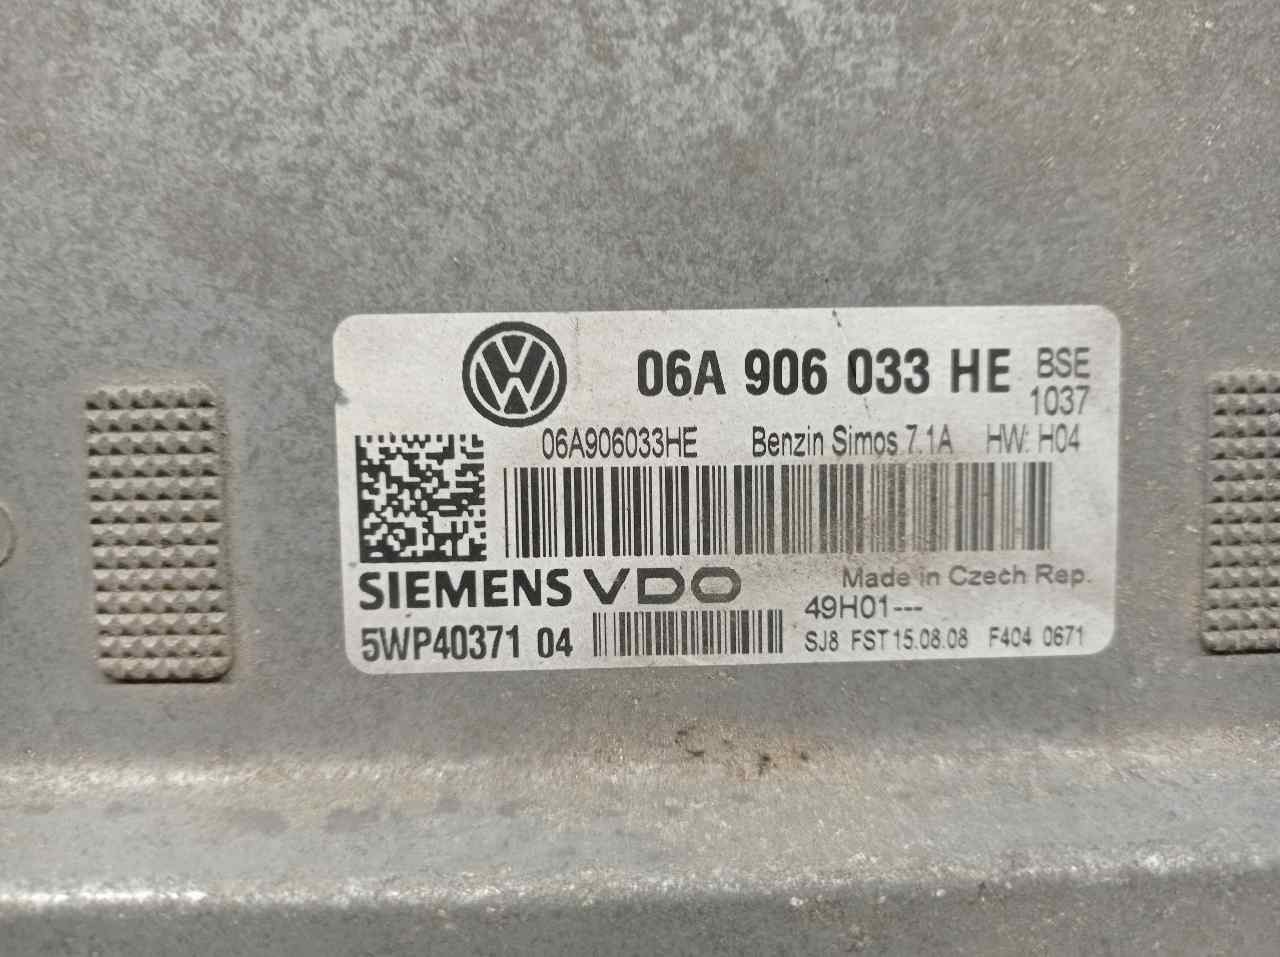 06A 906 033 HE BSE
1037
06A906033HE Benzin Simos 7.1A HW: H04
SIEMENS VDO Made in Czech Rep.
49H01---
5WP40371 04 SJ8 FST 15.08.08 F404 0671